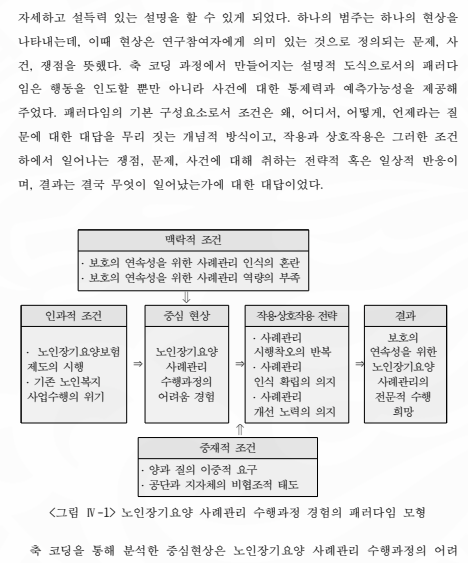 자세하고 설득력 있는 설명을 할 수 있게 되었다. 하나의 범주는 하나의 현상을
나타내는데, 이때 현상은 연구참여자에게 의미 있는 것으로 정의되는 문제, 사
건, 쟁점을 뜻했다. 축 코딩 과정에서 만들어지는 설명적 도식으로서의 패러다
임은 행동을 인도할 뿐만 아니라 사건에 대한 통제력과 예측가능성을 제공해
주었다. 패러다임의 기본 구성요소로서 조건은 왜, 어디서, 어떻게, 언제라는 질
문에 대한 대답을 무리 짓는 개념적 방식이고, 작용과 상호작용은 그러한 조건
하에서 일어나는 쟁점, 문제, 사건에 대해 취하는 전략적 혹은 일상적 반응이
며, 결과는 결국 무엇이 일어났는가에 대한 대답이었다.
맥락적 조건
· 보호의 연속성을 위한 사례관리 인식의 혼란
· 보호의 연속성을 위한 사례관리 역량의 부족
⇓
인과적 조건
· 노인장기요양보험
제도의 시행
· 기존 노인복지
사업수행의 위기
⇒
중심 현상
노인장기요양
사례관리
수행과정의
어려움 경험
⇒
작용상호작용 전략
· 사례관리
시행착오의 반복
· 사례관리
인식 확립의 의지
· 사례관리
개선 노력의 의지
⇒
결과
보호의
연속성을 위한
노인장기요양
사례관리의
전문적 수행
희망
⇑
중재적 조건
· 양과 질의 이중적 요구
· 공단과 지자체의 비협조적 태도
<그림 Ⅳ-1> 노인장기요양 사례관리 수행과정 경험의 패러다임 모형
축 코딩을 통해 분석한 중심현상은 노인장기요양 사례관리 수행과정의 어려